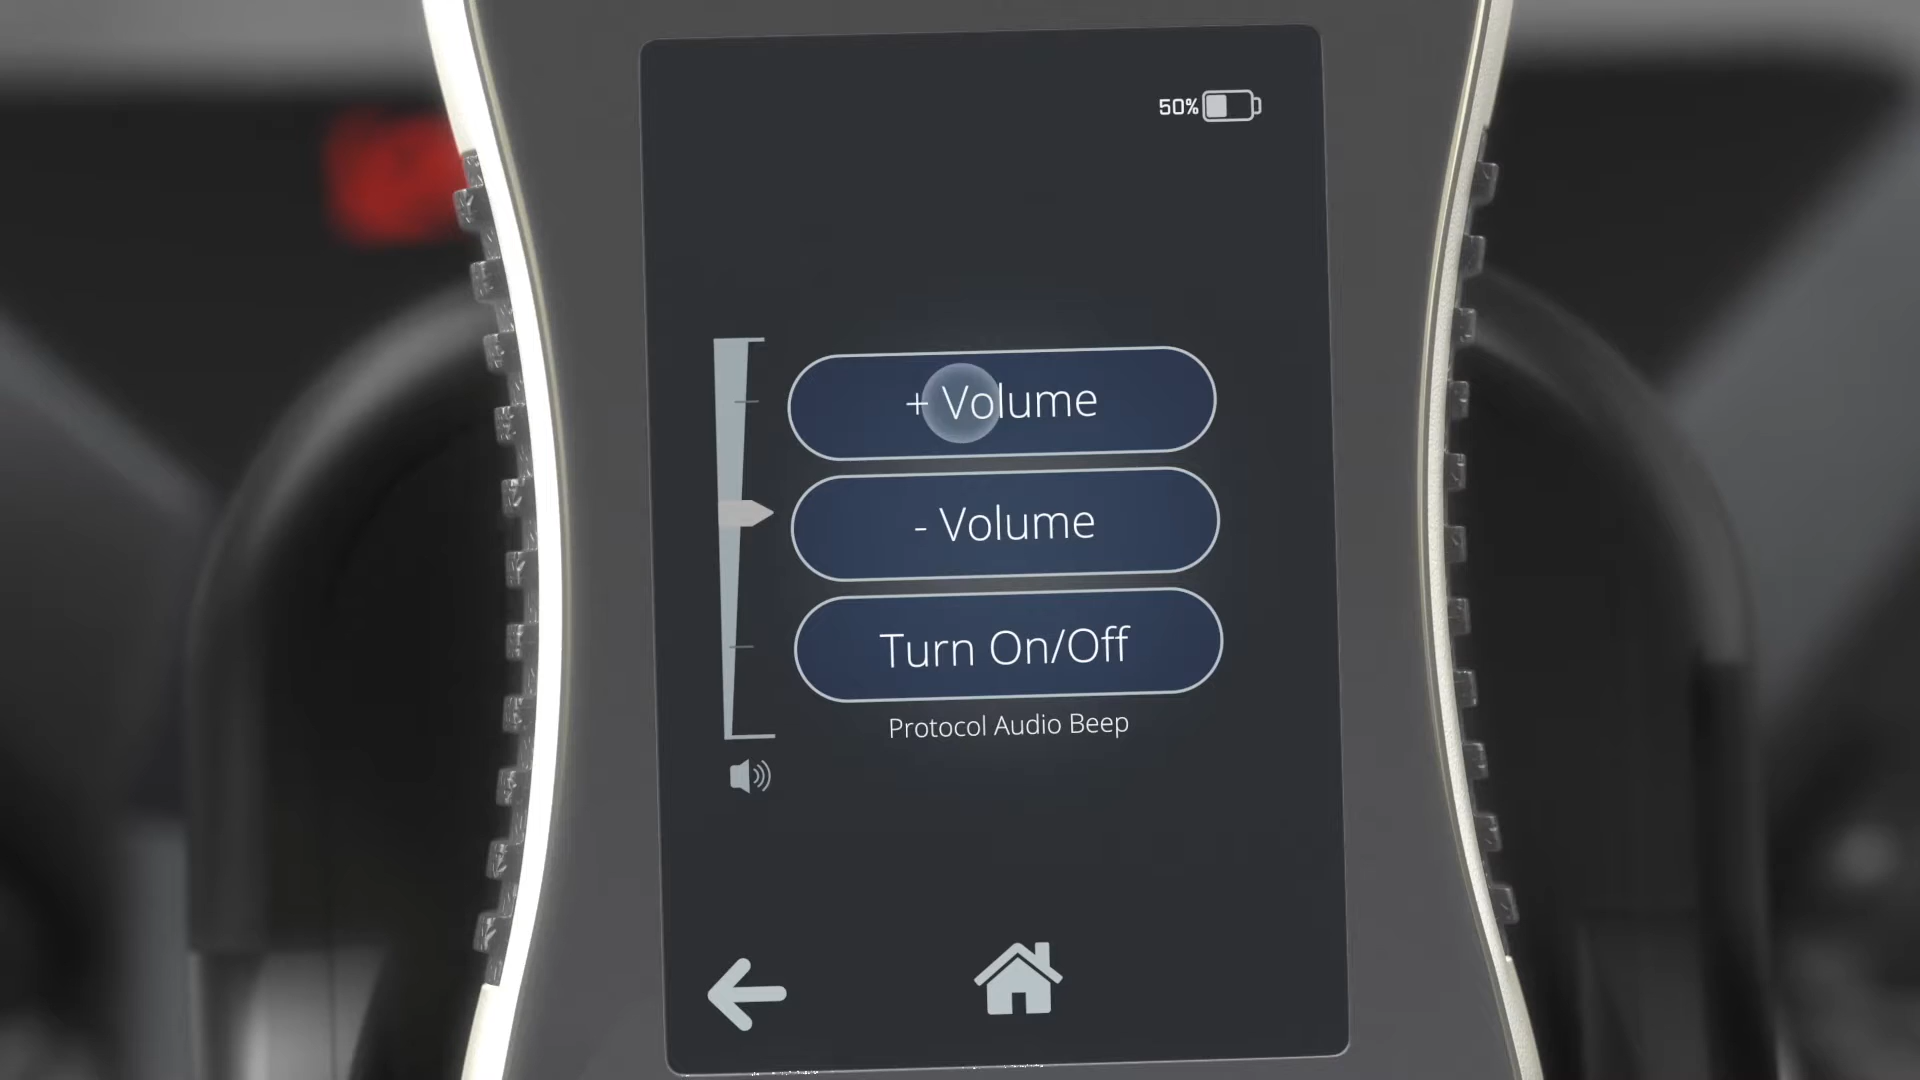 50%
+ Volume
- Volume
Turn On/Off
Protocol Audio Beep